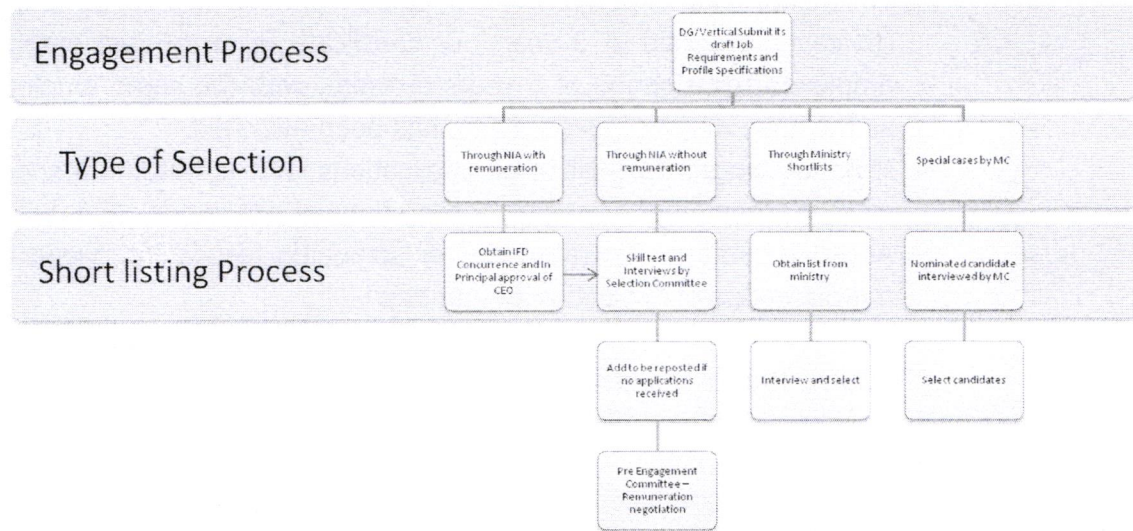 Engagement Process
DG/Vertical Submit its
draft Job
Requirements and
Profile Specifications
Type of Selection
Through NIA with
remuneration
Through NIA without
remuneration
Through Ministry
Shortlists
Special cases by MC
Short listing Process
Obtain IFD
Concurrence and In
Principal approval of
CEO
Skill test and
Interviews by
Selection Committee
Obtain list from
ministry
Nominated candidate
interviewed by MC
Add to be reposted if
no applications
received
Interview and select
Select candidates
Pre Engagement
Committee –
Remuneration
negotiation